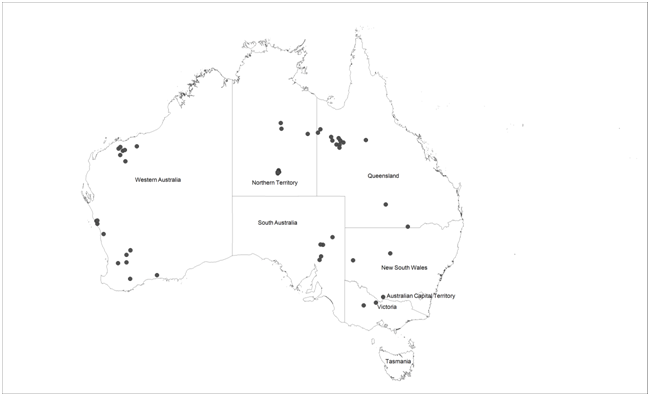 Western Australia
Northern Territory
Queensland
South Australia
New South Wales
Australian Capital Territory
Victoria
Tasmania